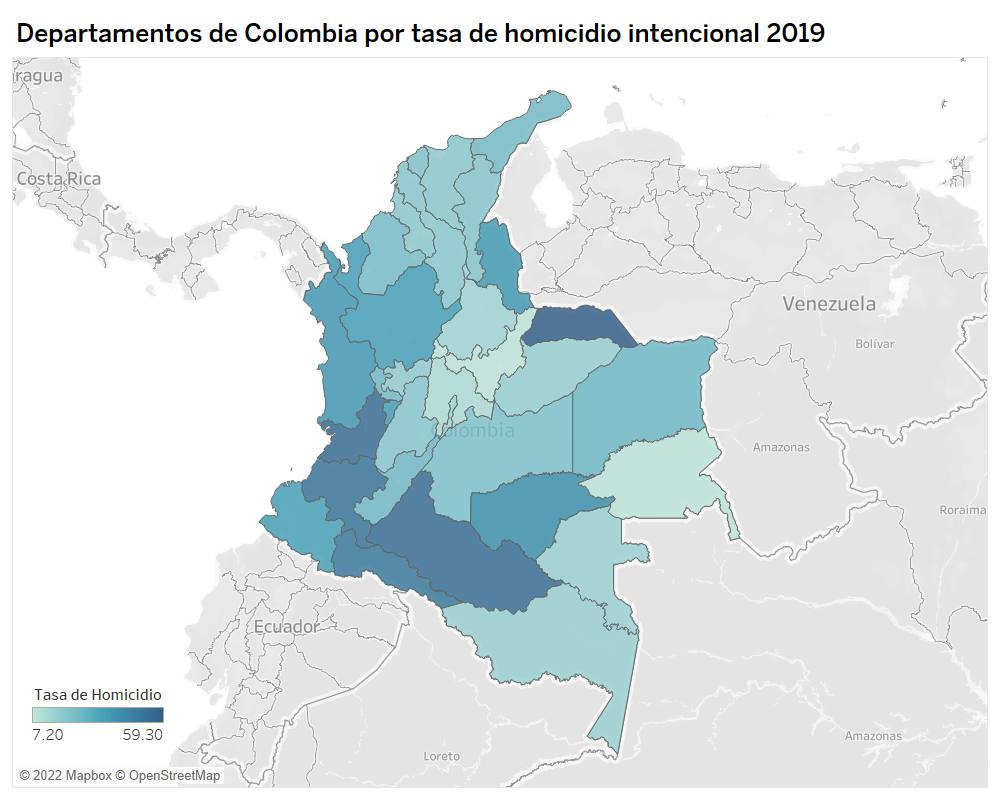 Departamentos de Colombia por tasa de homicidio intencional 2019
ragua
Costa Rica
Venezuela
Bolívar
Colombia
Amazonas
Roraima
Ecuador
Tasa de Homicidio
7.20 59.30
Amazonas
Loreto
© 2022 Mapbox © OpenStreetMap